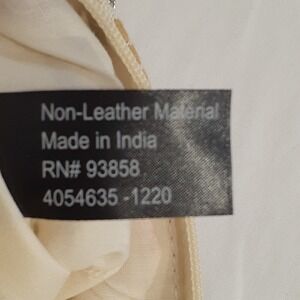 Non-Leather Material
Made in India
RN# 93858
4054635 -1220